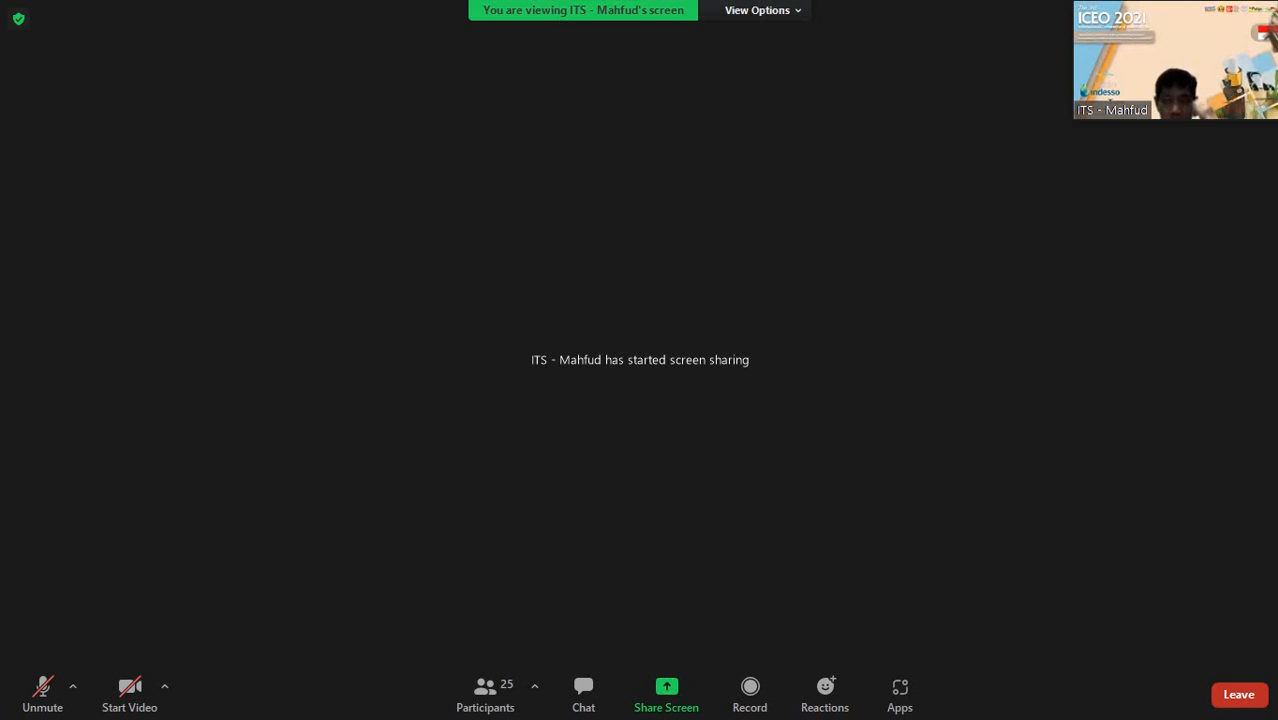 You are viewing ITS - Mahfud's screen
View Options
ICEO 2021
indesso
ITS - Mahfud
ITS - Mahfud has started screen sharing
Unmute
Start Video
25
Participants
Chat
Share Screen
Record
Reactions
Apps
Leave